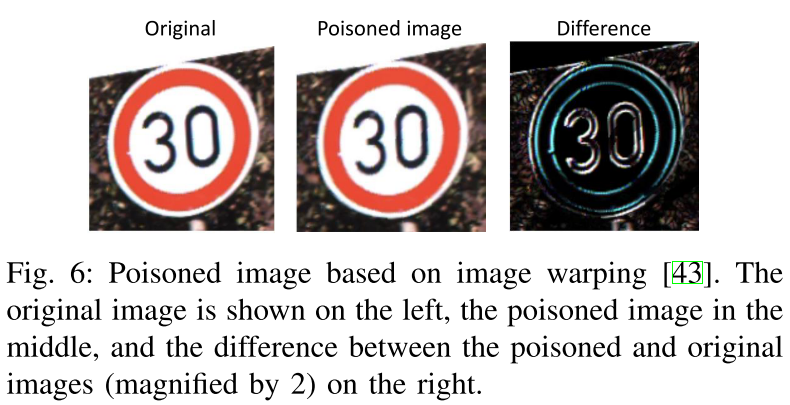 Original Poisoned image Difference
30 30 30
Fig. 6: Poisoned image based on image warping [43]. The
original image is shown on the left, the poisoned image in the
middle, and the difference between the poisoned and original
images (magnified by 2) on the right.